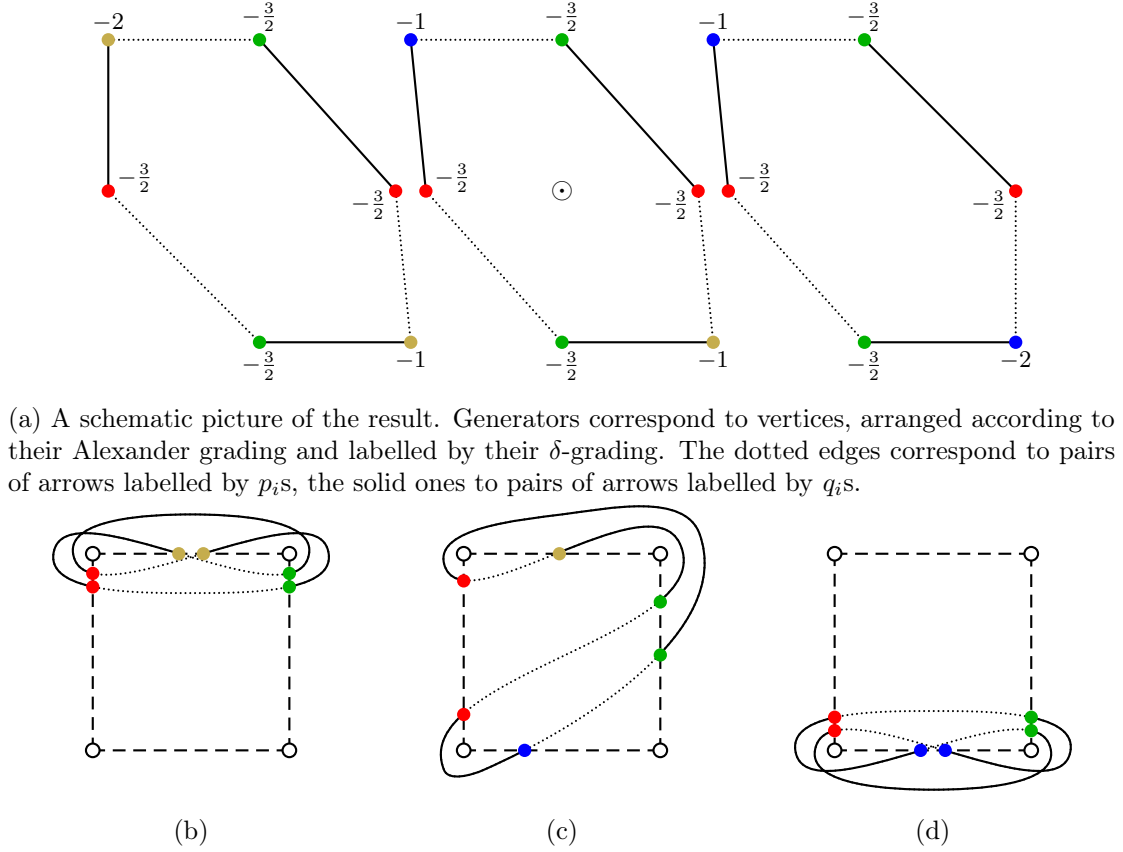 −2 −3/2 −1 −3/2 −1 −3/2
−3/2 −3/2 −3/2
−3/2 −3/2 −3/2
−3/2 −1 −3/2 −1 −3/2 −2
(a) A schematic picture of the result. Generators correspond to vertices, arranged according to
their Alexander grading and labelled by their δ-grading. The dotted edges correspond to pairs
of arrows labelled by pᵢs, the solid ones to pairs of arrows labelled by qᵢs.
(b) (c) (d)